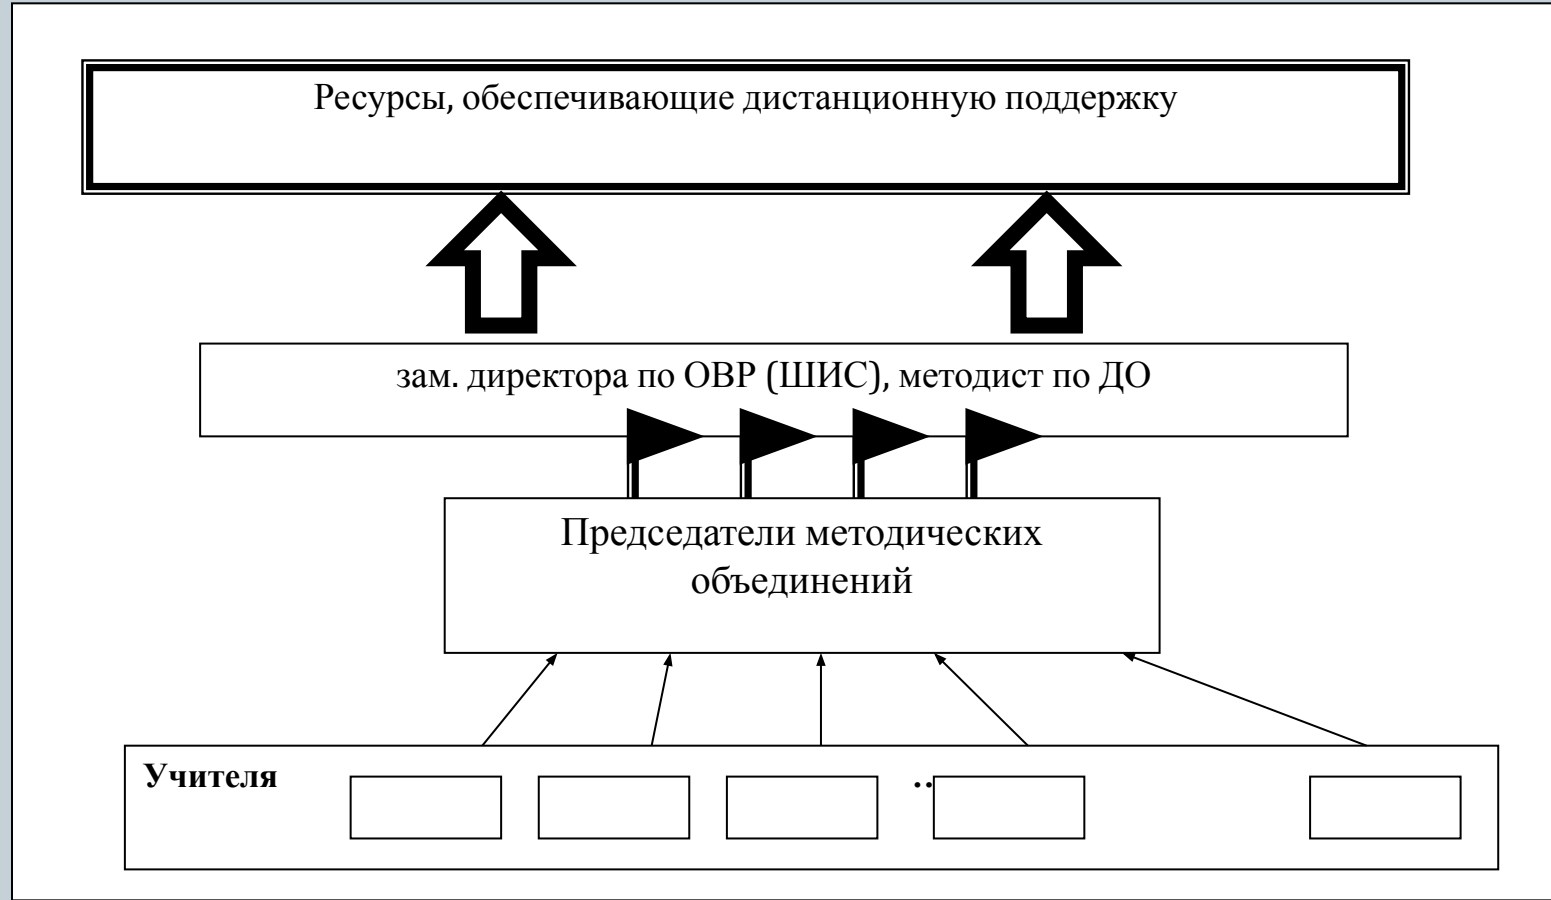 Ресурсы, обеспечивающие дистанционную поддержку
зам. директора по ОВР (ШИС), методист по ДО
Председатели методических
объединений
Учителя
..